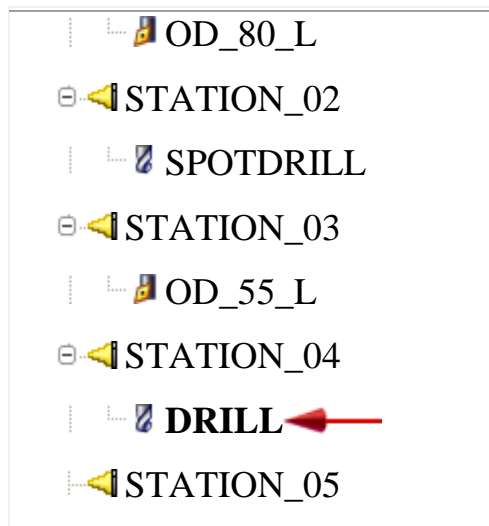 OD_80_L
STATION_02
SPOTDRILL
STATION_03
OD_55_L
STATION_04
DRILL
STATION_05